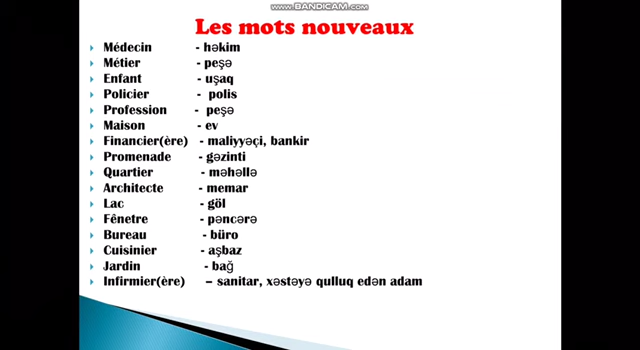 www.BANDICAM.com
Les mots nouveaux
Médecin - həkim
Métier - peşə
Enfant - uşaq
Policier - polis
Profession - peşə
Maison - ev
Financier(ère) - maliyyəçi, bankir
Promenade - gəzinti
Quartier - məhəllə
Architecte - memar
Lac - göl
Fênetre - pəncərə
Bureau - büro
Cuisinier - aşbaz
Jardin - bağ
Infirmier(ère) – sanitar, xəstəyə qulluq edən adam